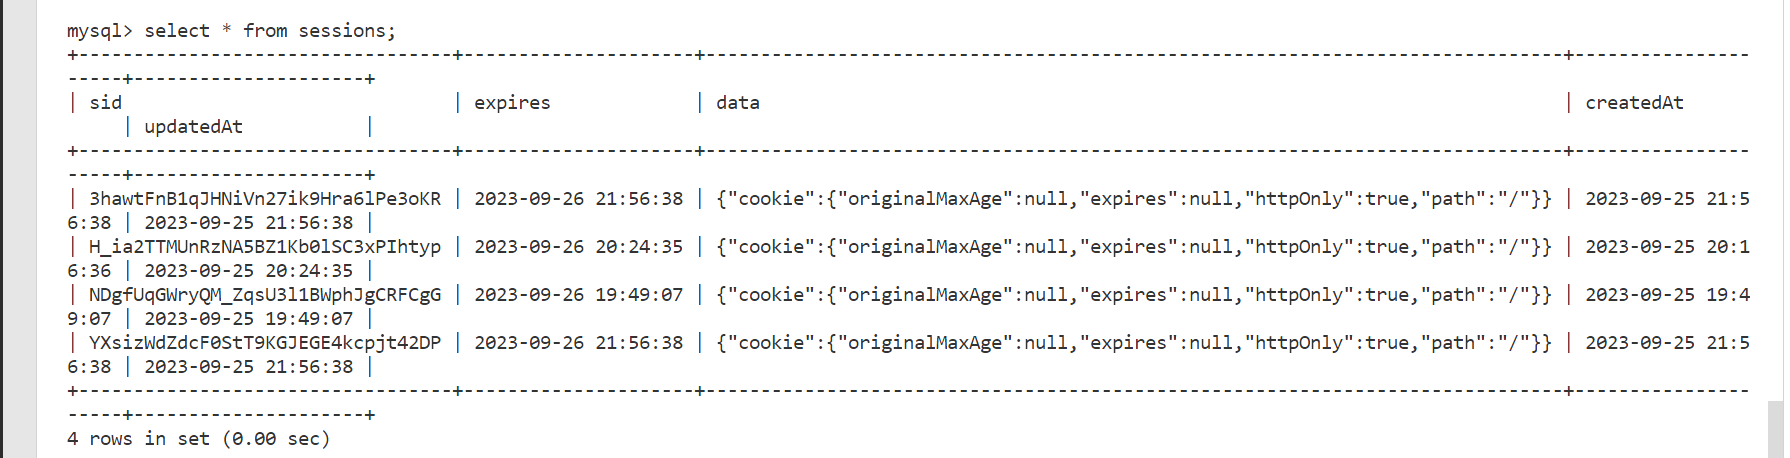 mysql> select * from sessions;
+----------------------------------+---------------------+------------------------------------------------------------------------------+----------------
-----+---------------------+
| sid                              | expires             | data                                                                         | createdAt
     | updatedAt           |
+----------------------------------+---------------------+------------------------------------------------------------------------------+----------------
-----+---------------------+
| 3hawtFnB1qJHNiVn27ik9Hra6lPe3oKR | 2023-09-26 21:56:38 | {"cookie":{"originalMaxAge":null,"expires":null,"httpOnly":true,"path":"/"}} | 2023-09-25 21:5
6:38 | 2023-09-25 21:56:38 |
| H_ia2TTMUnRzNA5BZ1Kb0lSC3xPIhtyp | 2023-09-26 20:24:35 | {"cookie":{"originalMaxAge":null,"expires":null,"httpOnly":true,"path":"/"}} | 2023-09-25 20:1
6:36 | 2023-09-25 20:24:35 |
| NDgfUqGWryQM_ZqsU3l1BWphJgCRFCgG | 2023-09-26 19:49:07 | {"cookie":{"originalMaxAge":null,"expires":null,"httpOnly":true,"path":"/"}} | 2023-09-25 19:4
9:07 | 2023-09-25 19:49:07 |
| YXsizWdZdcF0StT9KGJEGE4kcpjt42DP | 2023-09-26 21:56:38 | {"cookie":{"originalMaxAge":null,"expires":null,"httpOnly":true,"path":"/"}} | 2023-09-25 21:5
6:38 | 2023-09-25 21:56:38 |
+----------------------------------+---------------------+------------------------------------------------------------------------------+----------------
-----+---------------------+
4 rows in set (0.00 sec)